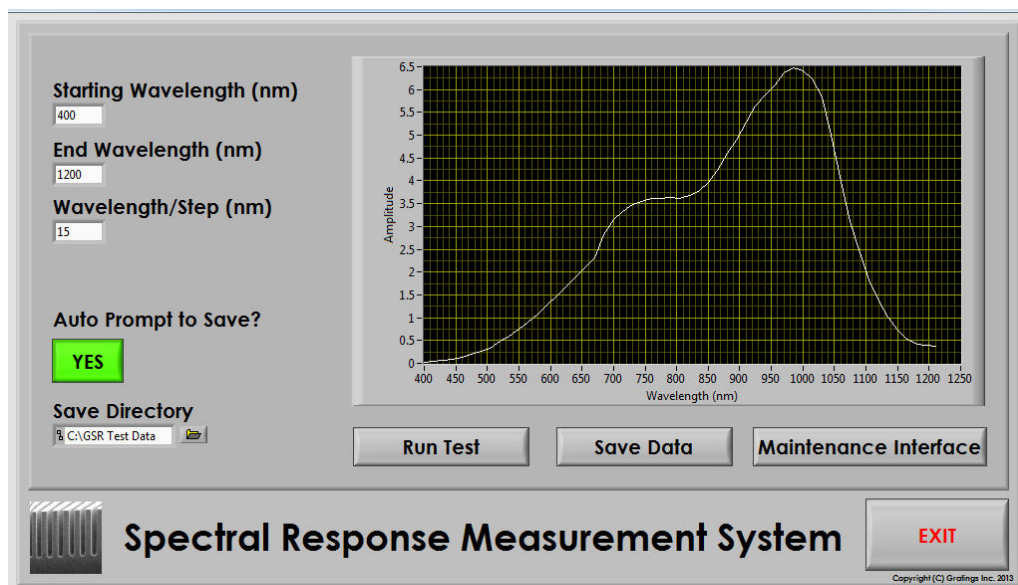 Starting Wavelength (nm)
400
End Wavelength (nm)
1200
Wavelength/Step (nm)
15
Auto Prompt to Save?
YES
Save Directory
C:\GSR Test Data
6.5
6
5.5
5
4.5
4
3.5
3
2.5
2
1.5
1
0.5
0
Amplitude
400 450 500 550 600 650 700 750 800 850 900 950 1000 1050 1100 1150 1200 1250
Wavelength (nm)
Run Test
Save Data
Maintenance Interface
Spectral Response Measurement System
EXIT
Copyright (C) Gratings Inc. 2013